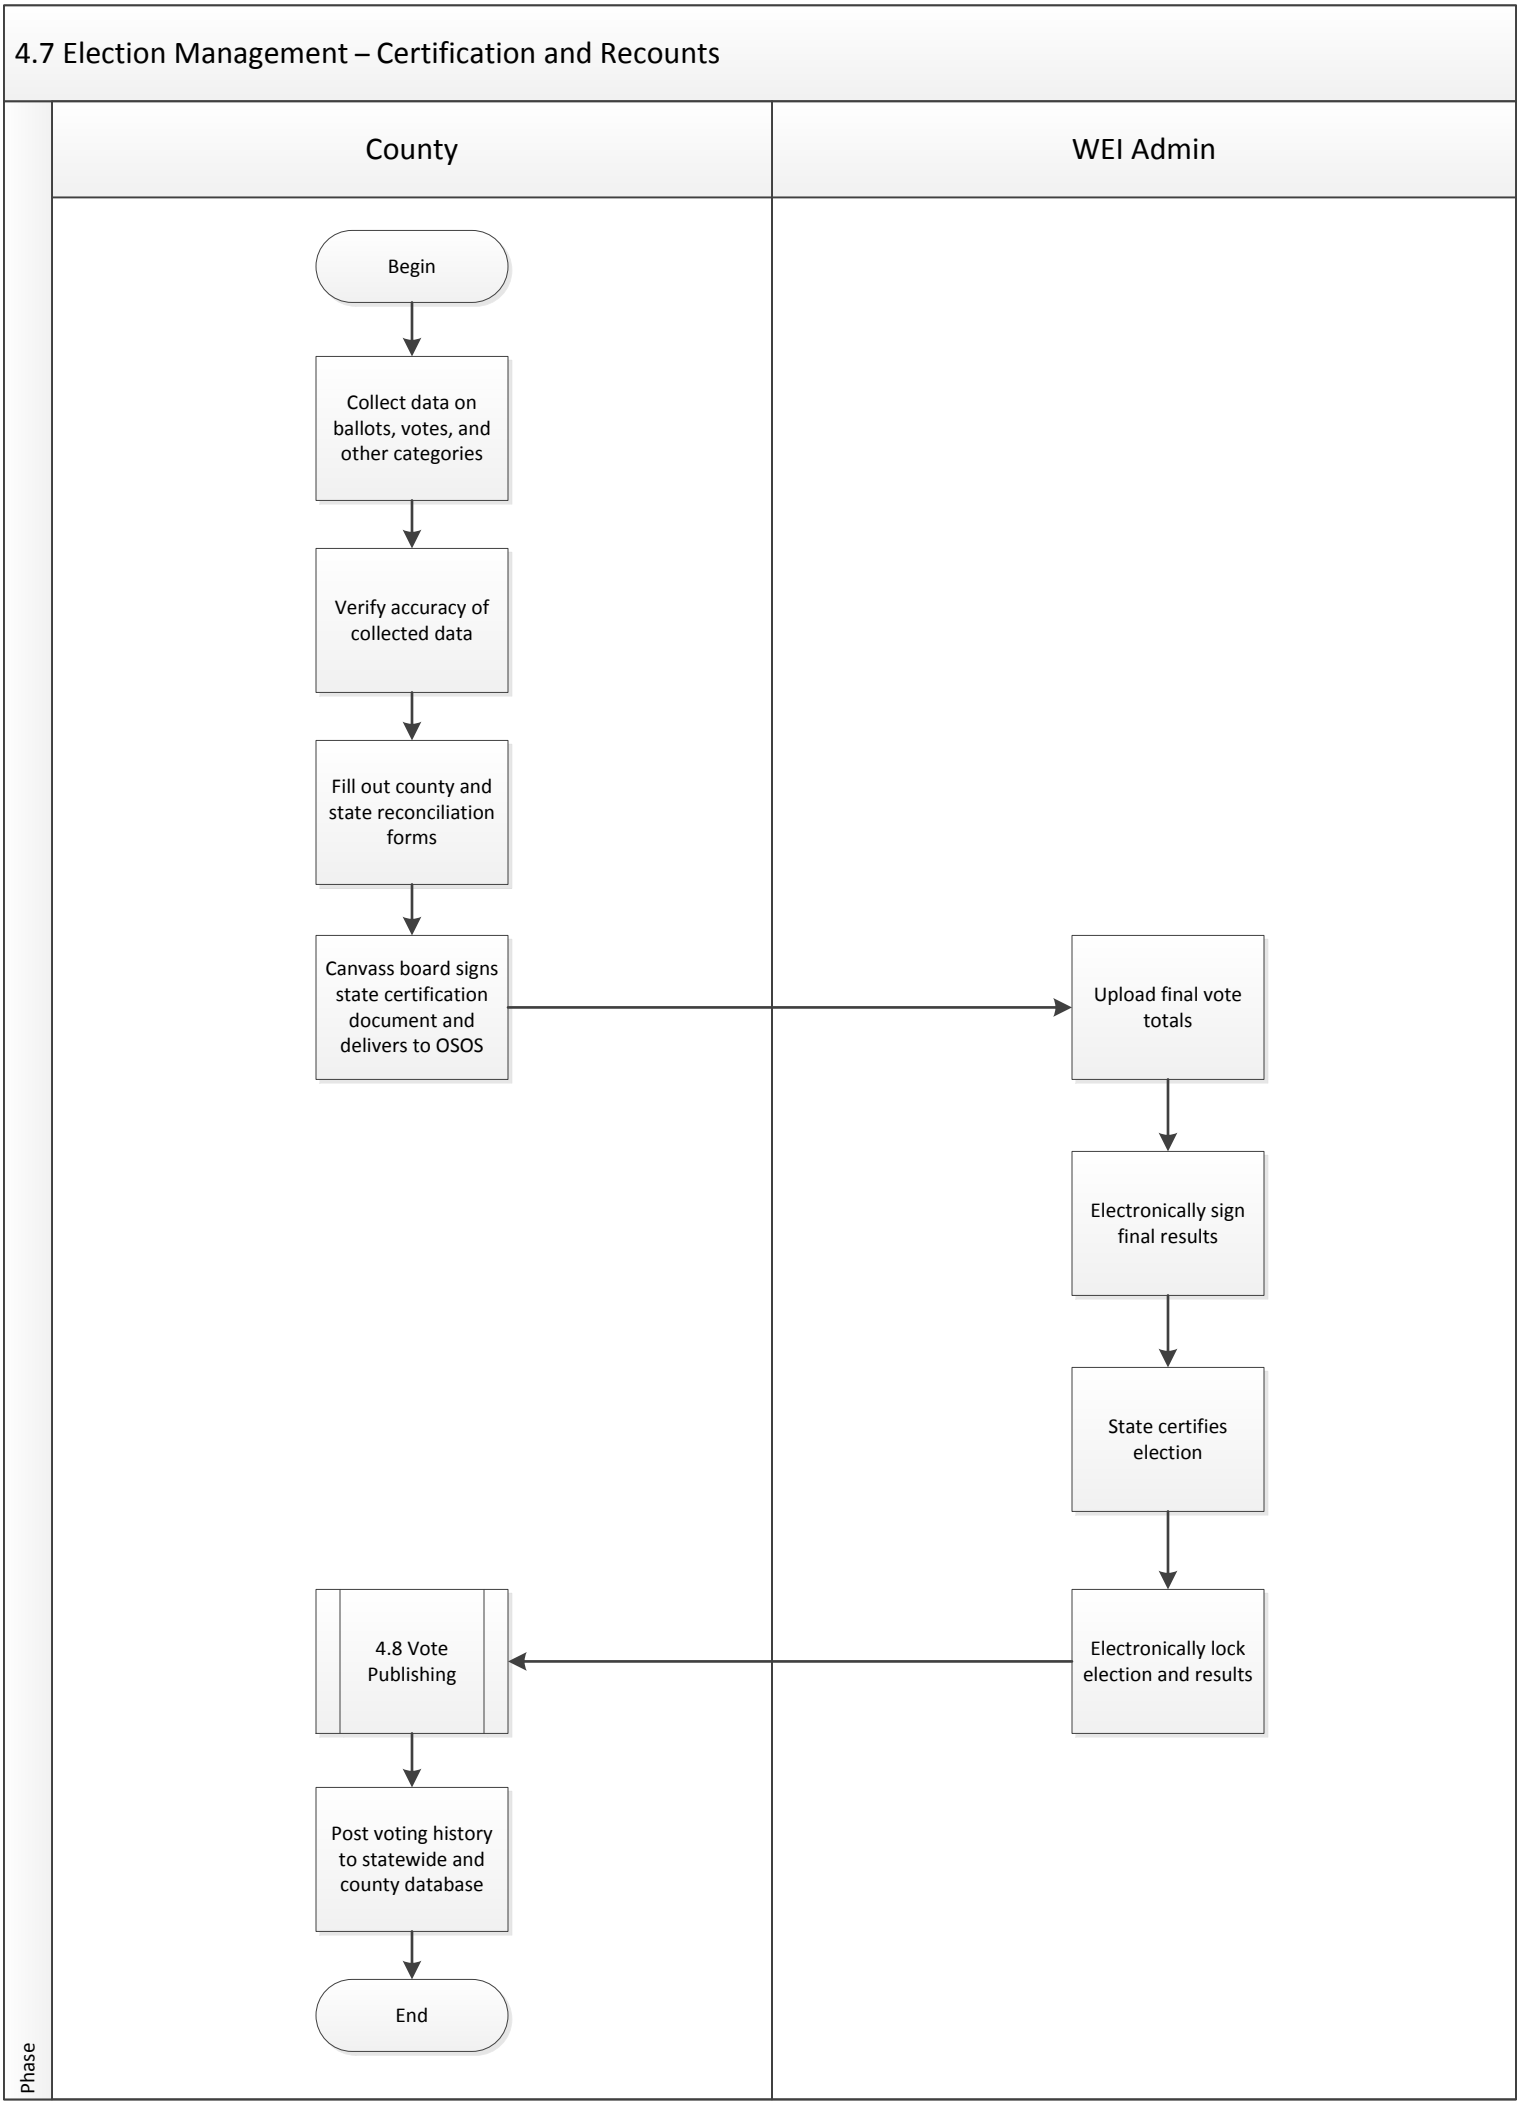 4.7 Election Management – Certification and Recounts
County
WEI Admin
Begin
Collect data on
ballots, votes, and
other categories
Verify accuracy of
collected data
Fill out county and
state reconciliation
forms
Canvass board signs
state certification
document and
delivers to OSOS
Upload final vote
totals
Electronically sign
final results
State certifies
election
Electronically lock
election and results
4.8 Vote
Publishing
Post voting history
to statewide and
county database
End
Phase